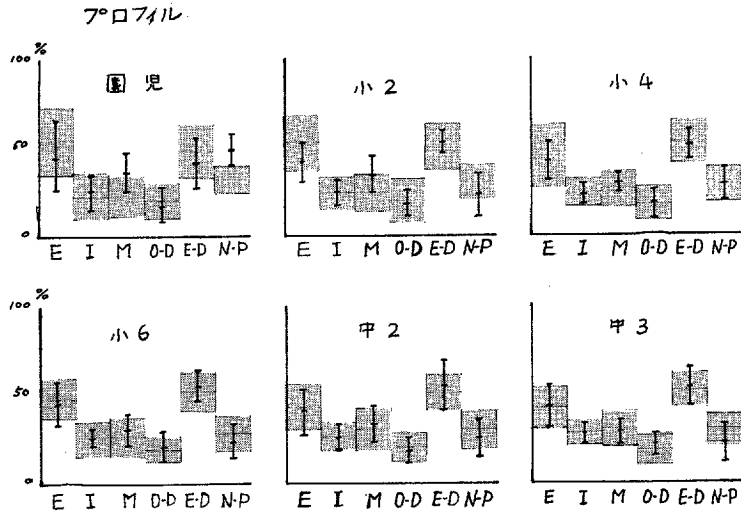 プロフィル
%
100
園児
小2
小4
50
0
E I M O-D E-D N-P
E I M O-D E-D N-P
E I M O-D E-D N-P
%
100
小6
中2
中3
50
0
E I M O-D E-D N-P
E I M O-D E-D N-P
E I M O-D E-D N-P